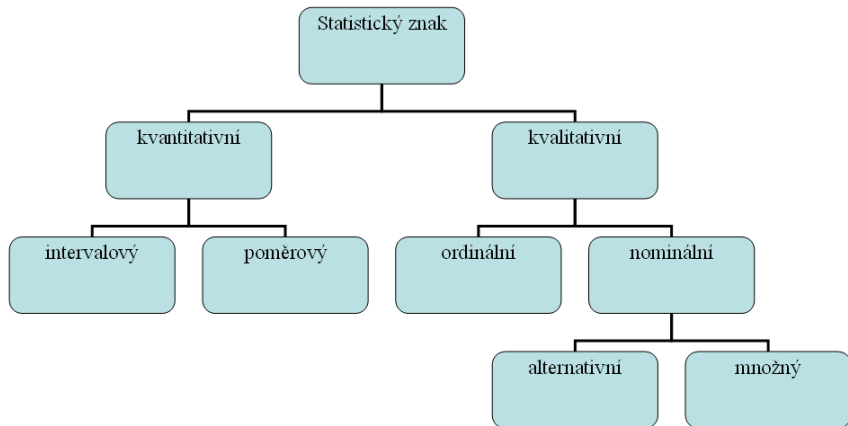 Statistický znak
kvantitativní
kvalitativní
intervalový
poměrový
ordinální
nominální
alternativní
množný